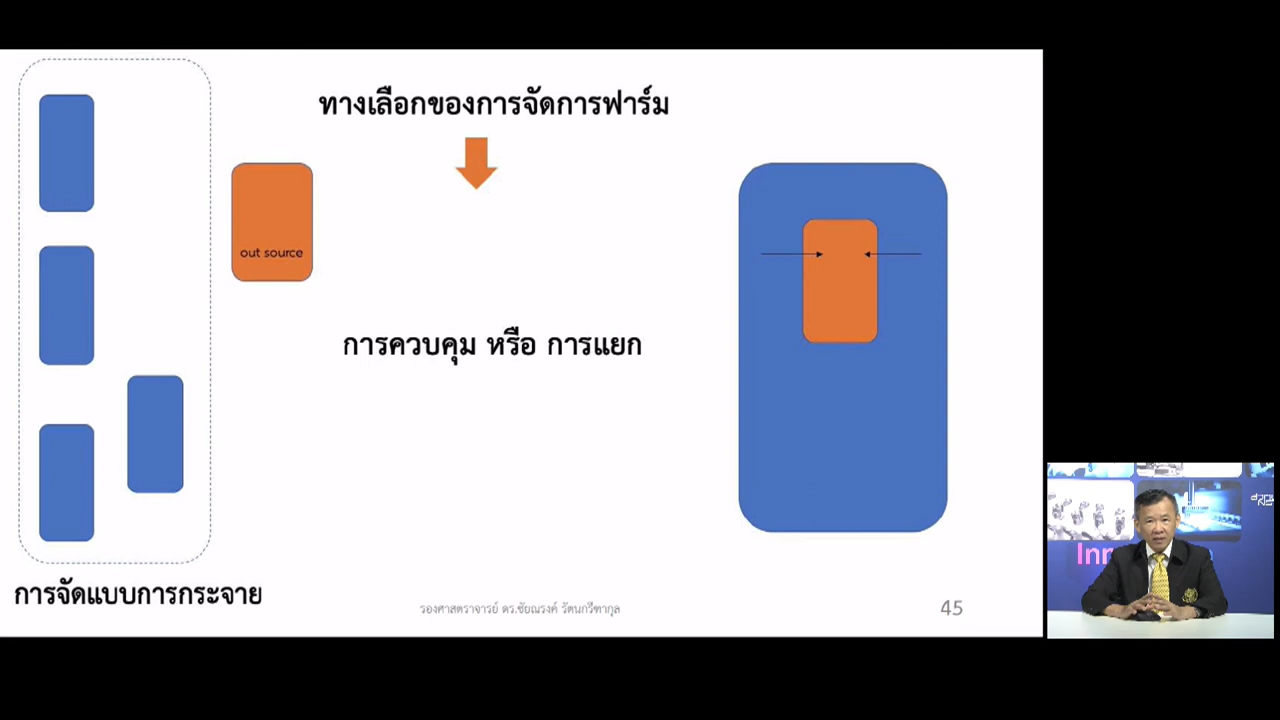 ทางเลือกของการจัดการฟาร์ม
out source
การควบคุม หรือ การแยก
การจัดแบบการกระจาย
รองศาสตราจารย์ ดร.ชัยณรงค์ รัตนกรีฑากุล
45